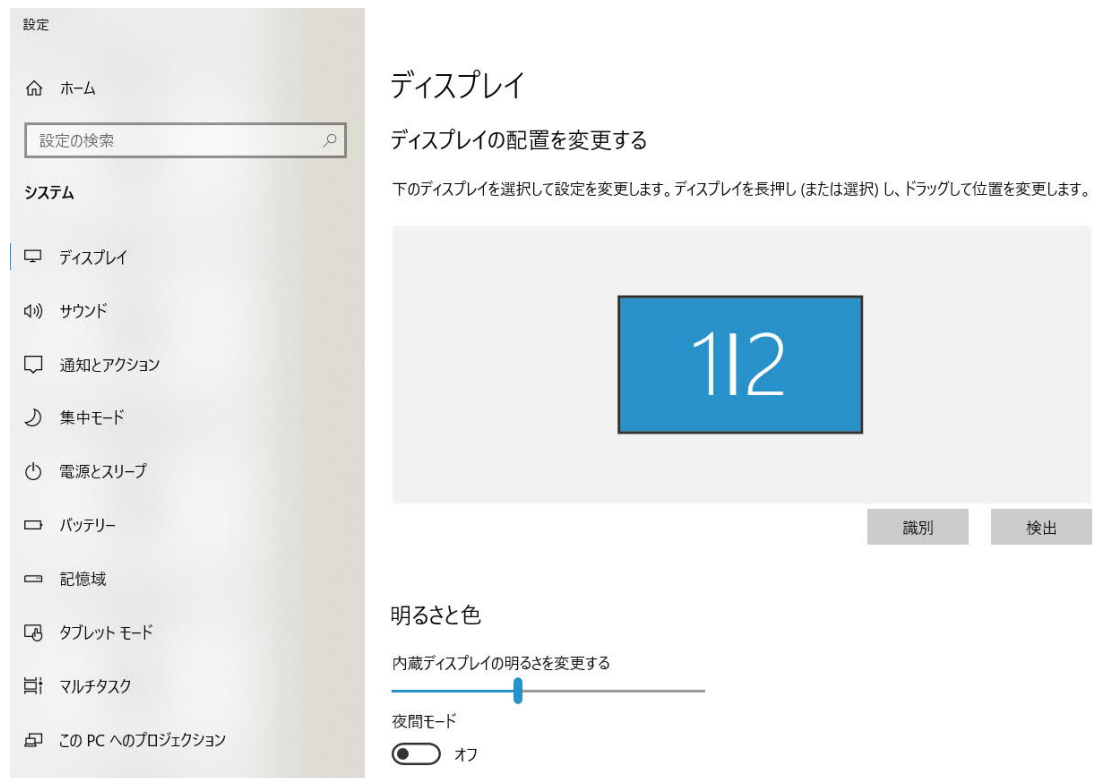 設定
ホーム
設定の検索
システム
ディスプレイ
サウンド
通知とアクション
集中モード
電源とスリープ
バッテリー
記憶域
タブレット モード
マルチタスク
この PC へのプロジェクション
ディスプレイ
ディスプレイの配置を変更する
下のディスプレイを選択して設定を変更します。ディスプレイを長押し (または選択) し、ドラッグして位置を変更します。
1|2
識別
検出
明るさと色
内蔵ディスプレイの明るさを変更する
夜間モード
オフ